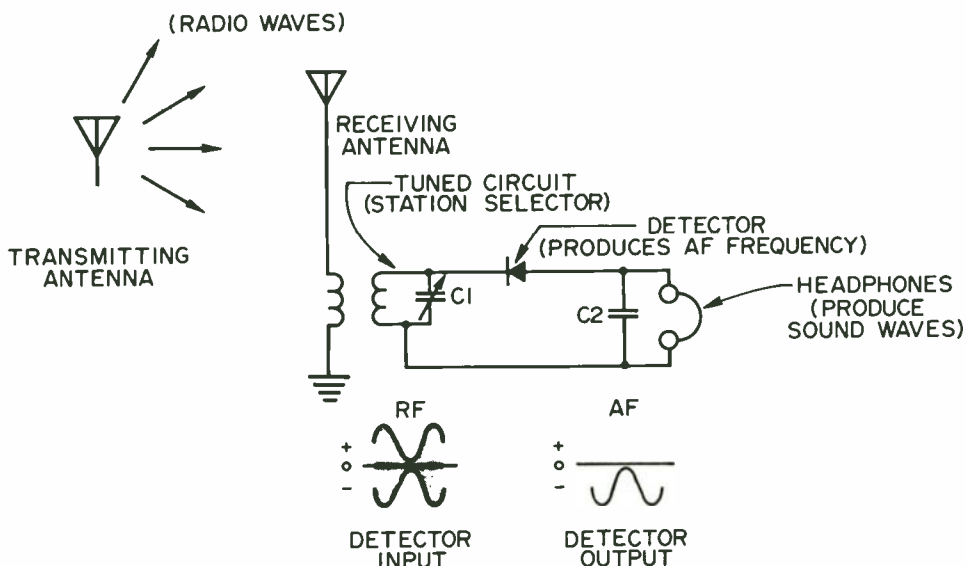 (RADIO WAVES)
TRANSMITTING
ANTENNA
RECEIVING
ANTENNA
TUNED CIRCUIT
(STATION SELECTOR)
DETECTOR
(PRODUCES AF FREQUENCY)
C1
C2
HEADPHONES
(PRODUCE
SOUND WAVES)
RF
+
o
-
DETECTOR
INPUT
AF
+
o
-
DETECTOR
OUTPUT